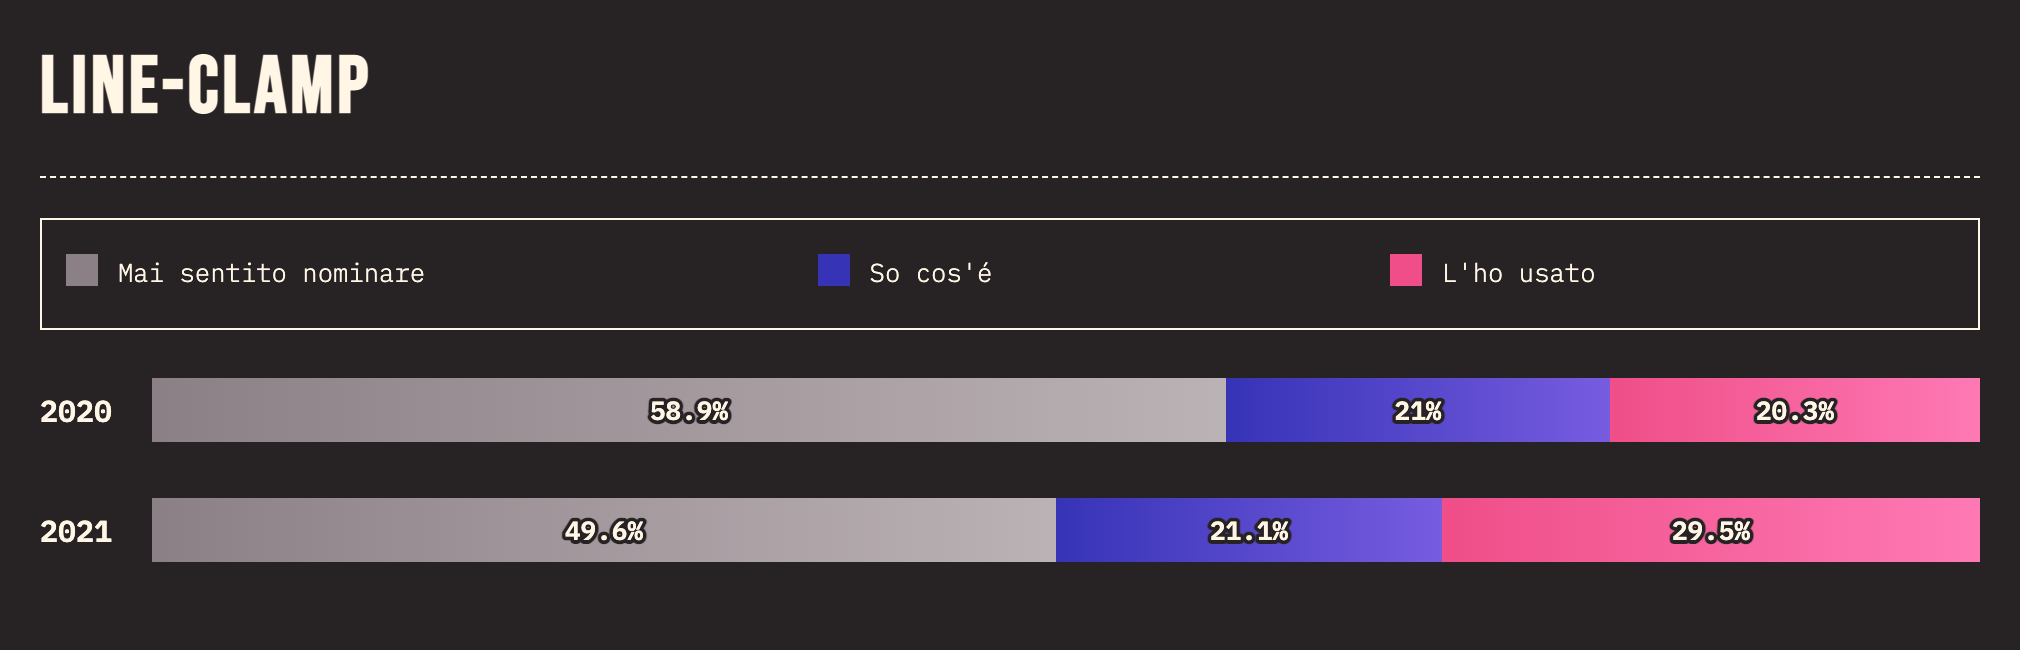 LINE-CLAMP
Mai sentito nominare So cos'é L'ho usato
2020 58.9% 21% 20.3%
2021 49.6% 21.1% 29.5%